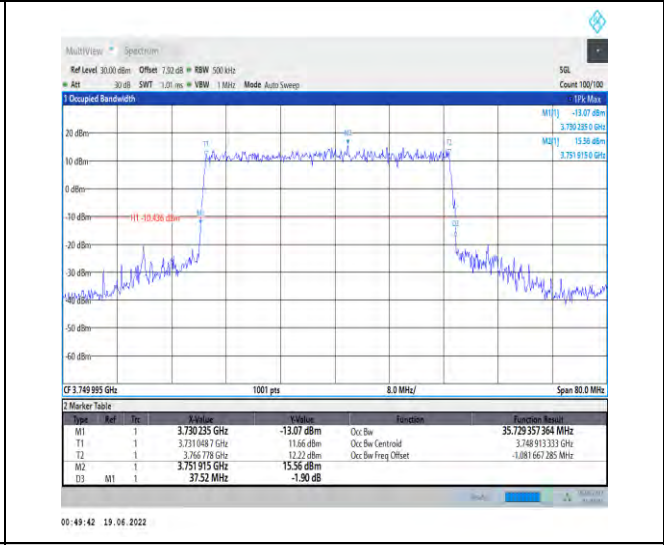 MultiView Spectrum
Ref Level 30.00 dBm Offset 7.92 dB RBW 500 kHz SGL
Att 30 dB SWT 1.01 ms VBW 1 MHz Mode Auto Sweep Count 100/100
1 Occupied Bandwidth 1Pk Max
M1[1] -13.07 dBm
3.730 235 0 GHz
M2[1] 15.56 dBm
3.751 915 0 GHz
20 dBm
T1
M2
T2
10 dBm
0 dBm
-10 dBm
H1 -10.436 dBm
M1
D3
-20 dBm
-30 dBm
-40 dBm
-50 dBm
-60 dBm
CF 3.749 995 GHz 1001 pts 8.0 MHz/ Span 80.0 MHz
2 Marker Table
Type Ref Trc X-Value Y-Value Function Function Result
M1 1 3.730 235 GHz -13.07 dBm Occ Bw 35.729 357 364 MHz
T1 1 3.731 048 7 GHz 11.66 dBm Occ Bw Centroid 3.748 913 333 GHz
T2 1 3.766 778 GHz 12.22 dBm Occ Bw Freq Offset -1.081 667 285 MHz
M2 1 3.751 915 GHz 15.56 dBm
D3 M1 1 37.52 MHz -1.90 dB
00:49:42 19.06.2022